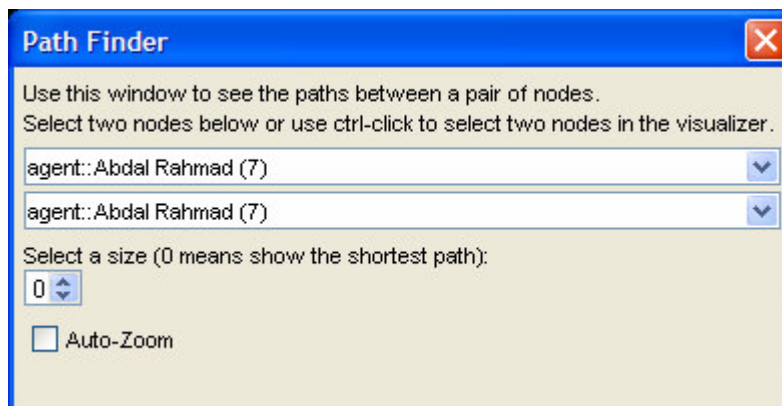 Path Finder
Use this window to see the paths between a pair of nodes.
Select two nodes below or use ctrl-click to select two nodes in the visualizer.
agent::Abdal Rahmad (7)
agent::Abdal Rahmad (7)
Select a size (0 means show the shortest path):
0
Auto-Zoom